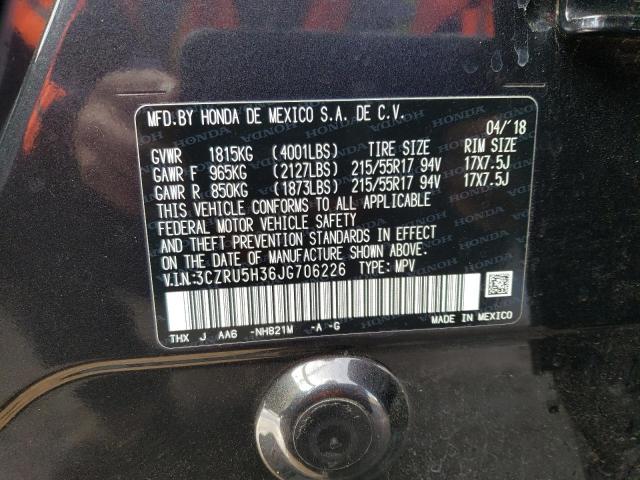 MFD.BY HONDA DE MEXICO S.A. DE C.V.
04/'18
GVWR 1815KG (4001LBS) TIRE SIZE RIM SIZE
GAWR F 965KG (2127LBS) 215/55R17 94V 17X7.5J
GAWR R 850KG (1873LBS) 215/55R17 94V 17X7.5J
THIS VEHICLE CONFORMS TO ALL APPLICABLE
FEDERAL MOTOR VEHICLE SAFETY
AND THEFT PREVENTION STANDARDS IN EFFECT
ON THE DATE OF MANUFACTURE SHOWN ABOVE.
V.I.N:3CZRU5H36JG706226 TYPE: MPV
THX J AA6 -NH821M -A -G MADE IN MEXICO